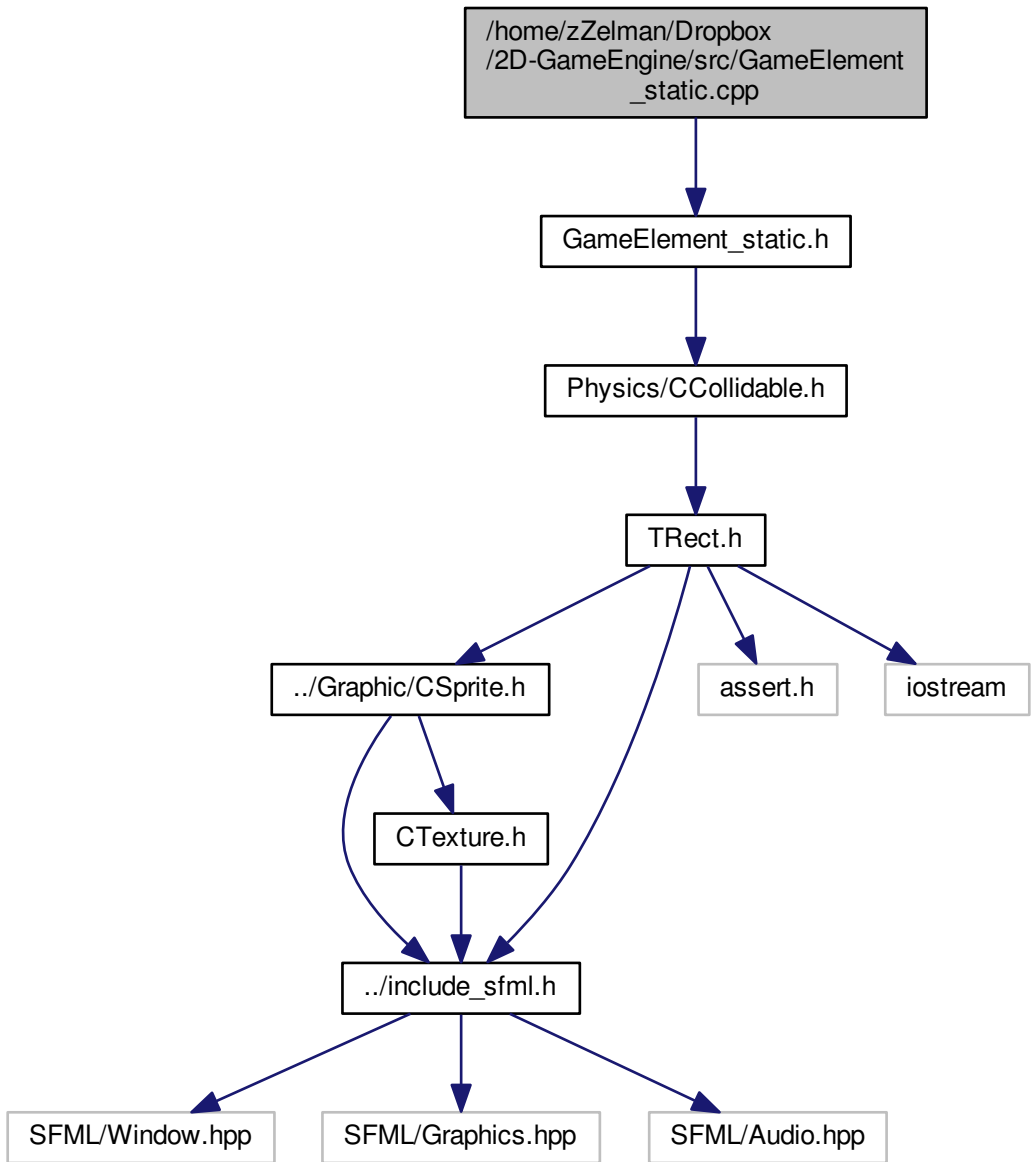 /home/zZelman/Dropbox
/2D-GameEngine/src/GameElement
_static.cpp
GameElement_static.h
Physics/CCollidable.h
TRect.h
../Graphic/CSprite.h
assert.h
iostream
CTexture.h
../include_sfml.h
SFML/Window.hpp
SFML/Graphics.hpp
SFML/Audio.hpp